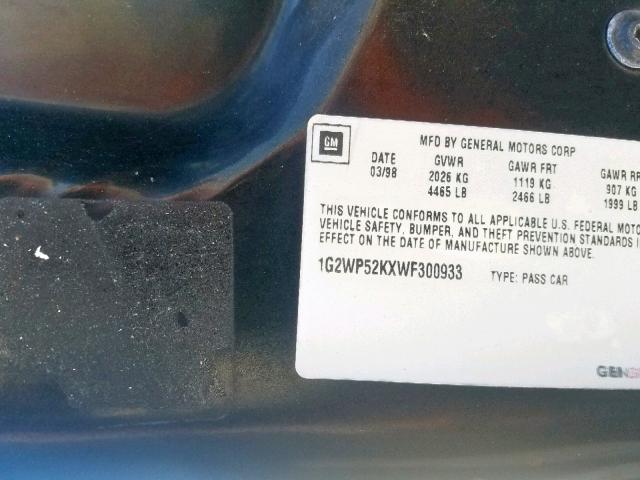 GM
MFD BY GENERAL MOTORS CORP
DATE GVWR GAWR FRT GAWR RR
03/98 2026 KG 1119 KG 907 KG
4465 LB 2466 LB 1999 LB
THIS VEHICLE CONFORMS TO ALL APPLICABLE U.S. FEDERAL MOTO
VEHICLE SAFETY, BUMPER, AND THEFT PREVENTION STANDARDS I
EFFECT ON THE DATE OF MANUFACTURE SHOWN ABOVE.
1G2WP52KXWF300933 TYPE: PASS CAR